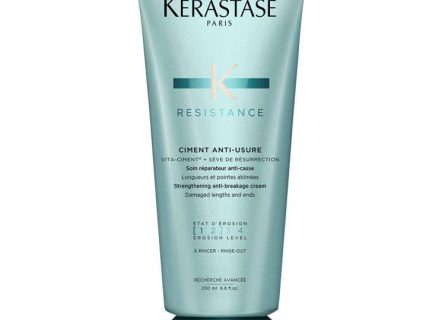 KÉRASTASE
PARIS
K
RESISTANCE
CIMENT ANTI-USURE
VITA-CIMENT® + SÈVE DE RÉSURRECTION
Soin réparateur anti-casse
Longueurs et pointes abîmées
Strengthening anti-breakage cream
Damaged lengths and ends
ÉTAT D'ÉROSION
[1 2] 3 4
EROSION LEVEL
À RINCER - RINSE-OUT
RECHERCHE AVANCÉE
200 ml 6.8 fl.oz.